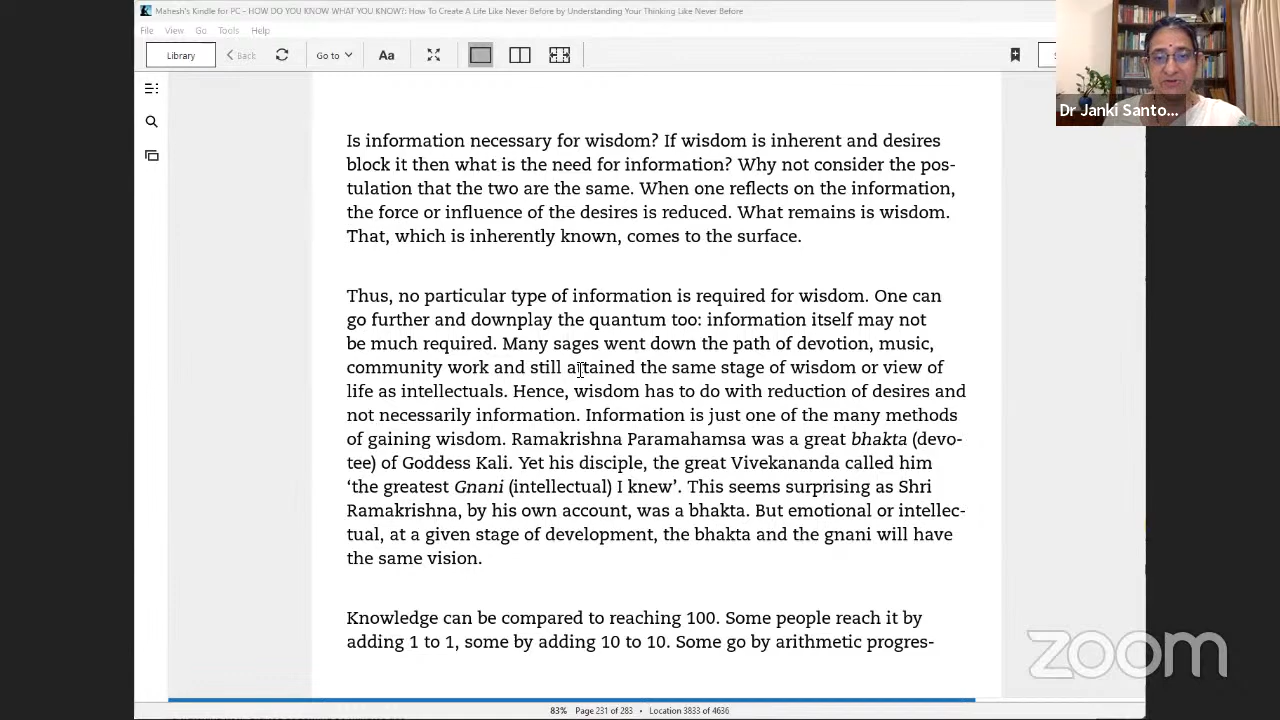 Mahesh's Kindle for PC - HOW DO YOU KNOW WHAT YOU KNOW?: How To Create A Life Like Never Before by Understanding Your Thinking Like Never Before
File View Go Tools Help
Library Back Go to Aa
Dr Janki Santo...
Is information necessary for wisdom? If wisdom is inherent and desires
block it then what is the need for information? Why not consider the pos-
tulation that the two are the same. When one reflects on the information,
the force or influence of the desires is reduced. What remains is wisdom.
That, which is inherently known, comes to the surface.
Thus, no particular type of information is required for wisdom. One can
go further and downplay the quantum too: information itself may not
be much required. Many sages went down the path of devotion, music,
community work and still attained the same stage of wisdom or view of
life as intellectuals. Hence, wisdom has to do with reduction of desires and
not necessarily information. Information is just one of the many methods
of gaining wisdom. Ramakrishna Paramahamsa was a great bhakta (devo-
tee) of Goddess Kali. Yet his disciple, the great Vivekananda called him
‘the greatest Gnani (intellectual) I knew’. This seems surprising as Shri
Ramakrishna, by his own account, was a bhakta. But emotional or intellec-
tual, at a given stage of development, the bhakta and the gnani will have
the same vision.
Knowledge can be compared to reaching 100. Some people reach it by
adding 1 to 1, some by adding 10 to 10. Some go by arithmetic progres-
zoom
83% Page 231 of 283 • Location 3833 of 4636